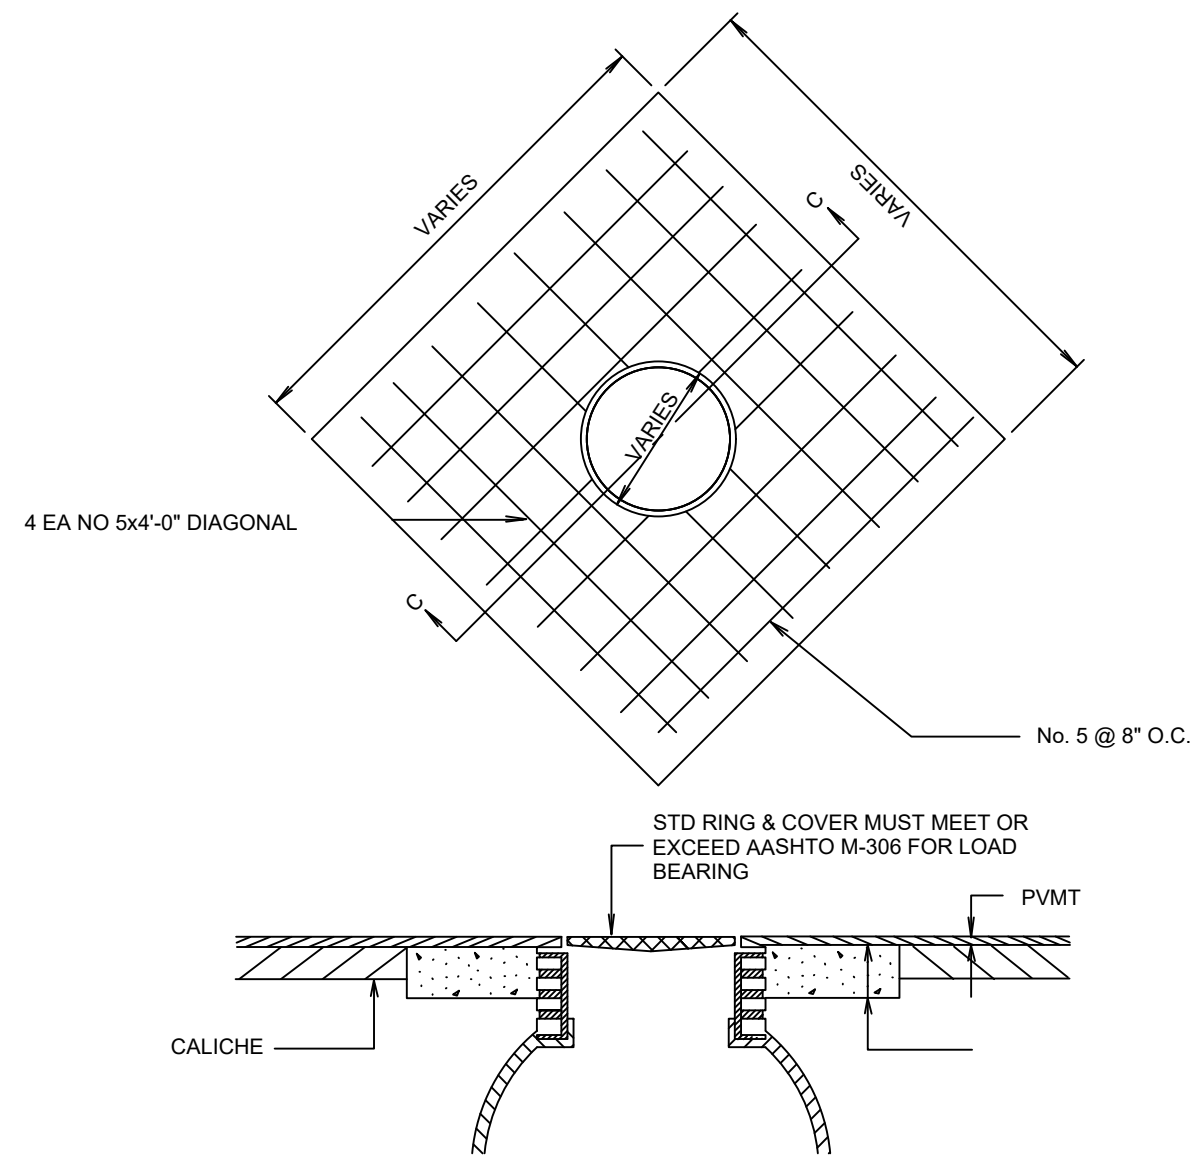 VARIES
VARIES
C
VARIES
4 EA NO 5x4'-0" DIAGONAL
C
No. 5 @ 8" O.C.
STD RING & COVER MUST MEET OR
EXCEED AASHTO M-306 FOR LOAD
BEARING
PVMT
CALICHE